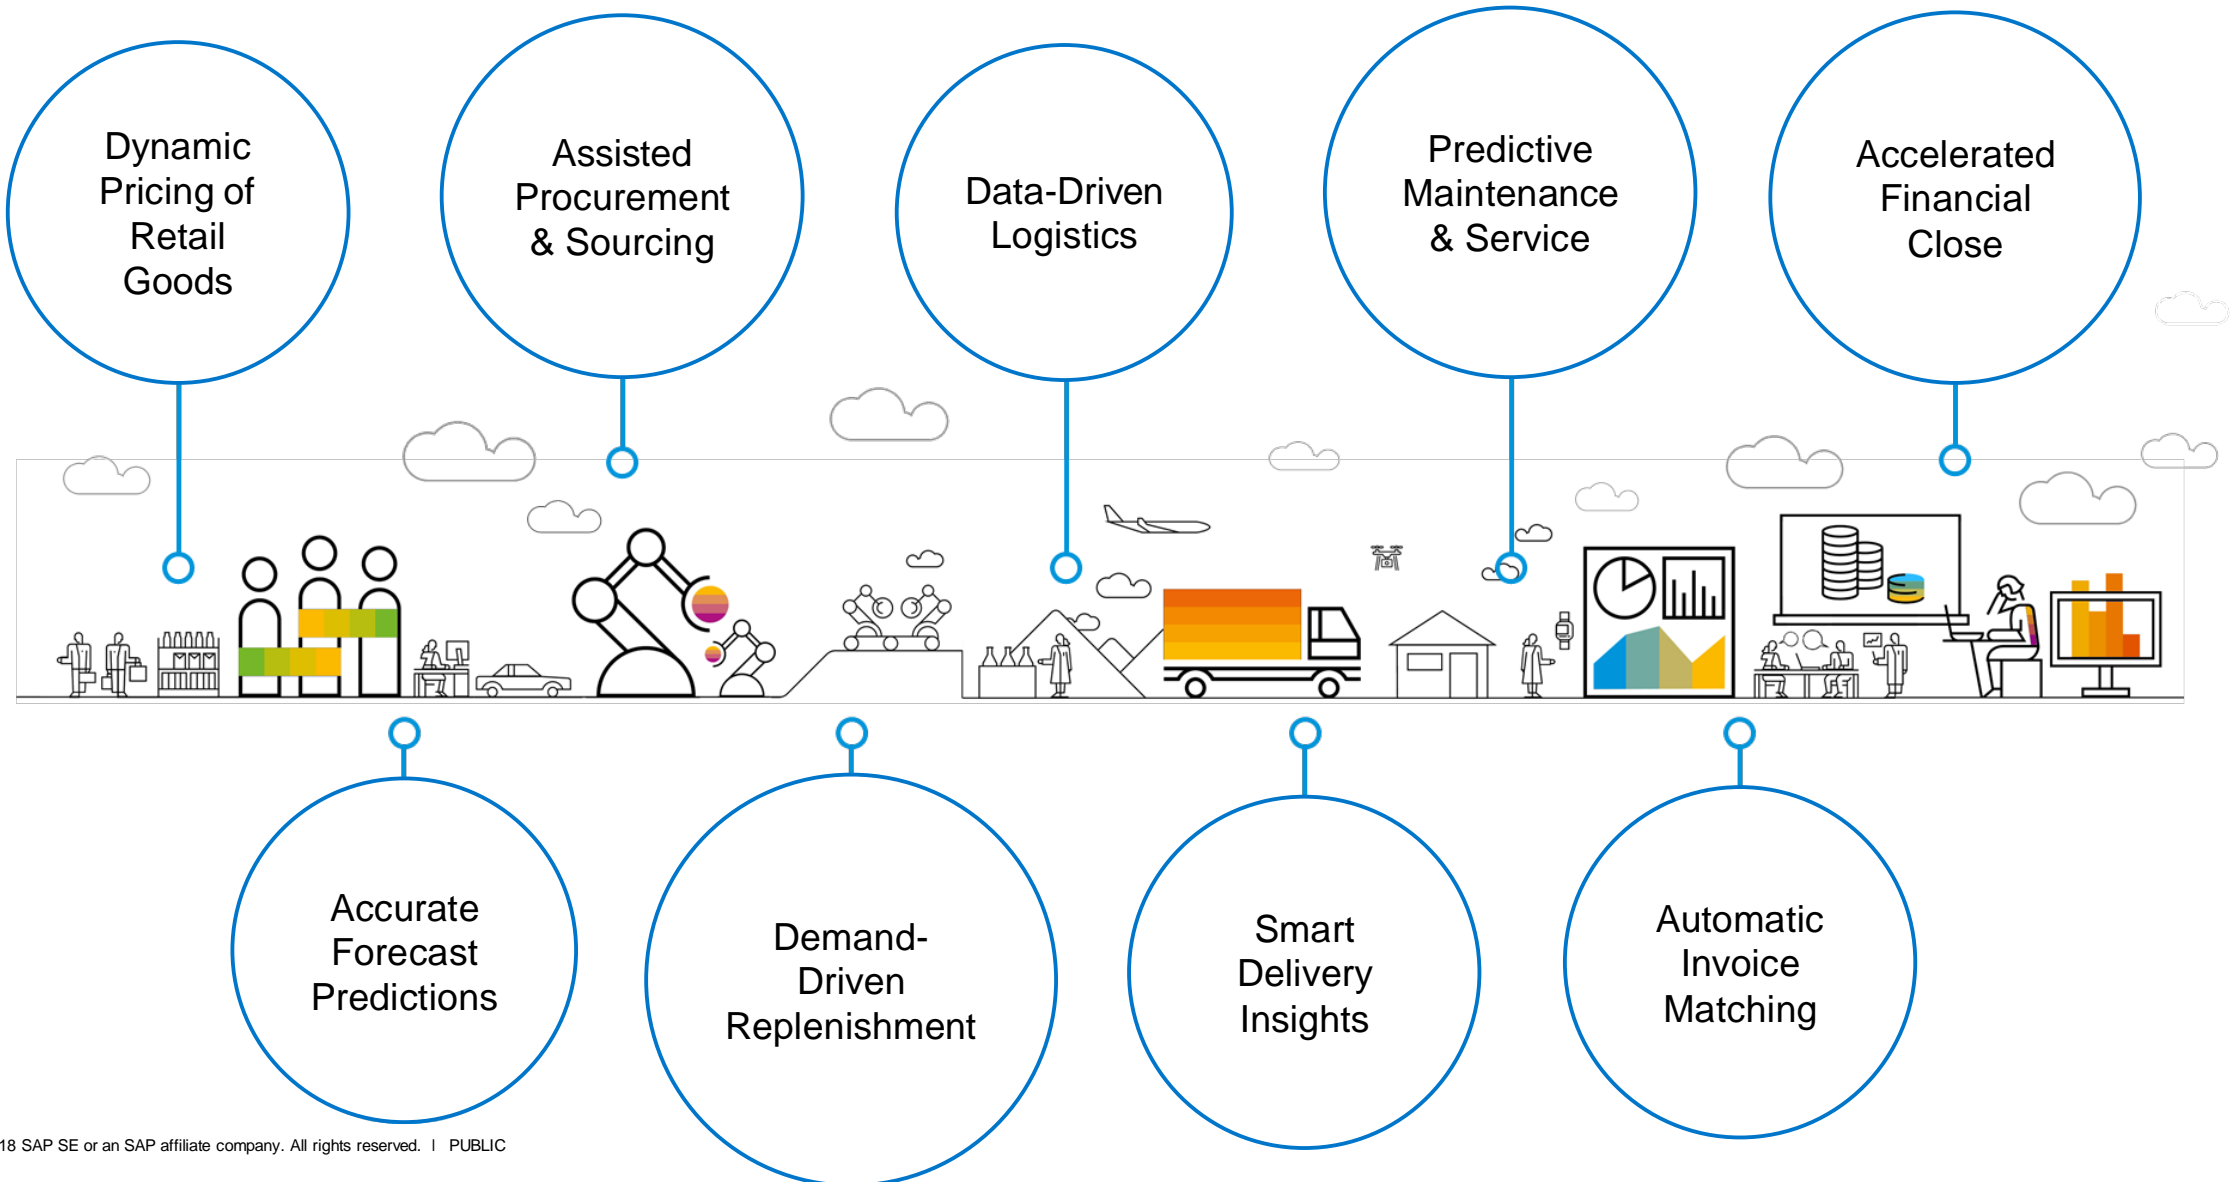 Dynamic
Pricing of
Retail
Goods
Assisted
Procurement
& Sourcing
Data-Driven
Logistics
Predictive
Maintenance
& Service
Accelerated
Financial
Close
Accurate
Forecast
Predictions
Demand-
Driven
Replenishment
Smart
Delivery
Insights
Automatic
Invoice
Matching
18 SAP SE or an SAP affiliate company. All rights reserved. | PUBLIC